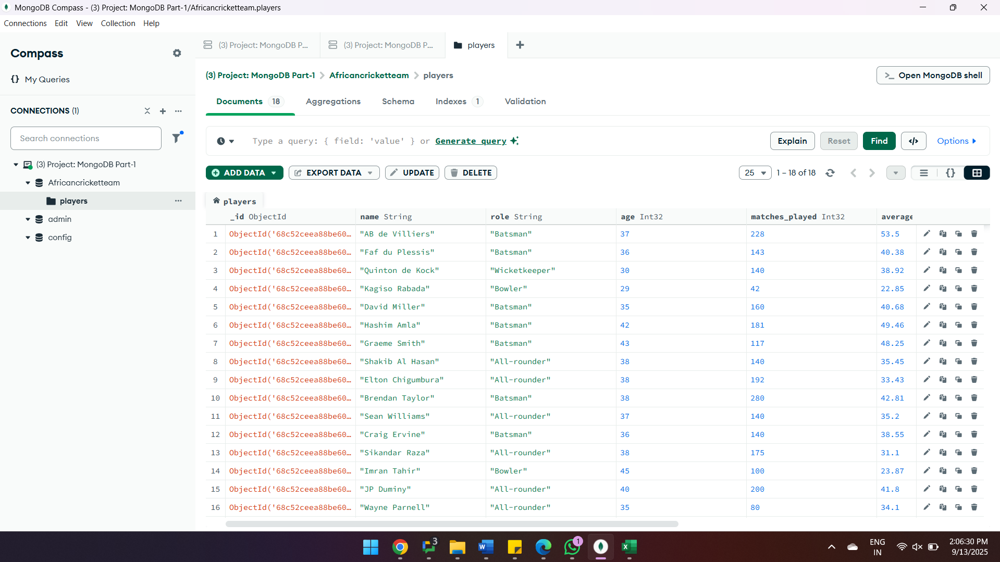 MongoDB Compass - (3) Project: MongoDB Part-1/Africancricketteam.players
Connections Edit View Collection Help
Compass
(3) Project: MongoDB P... (3) Project: MongoDB P... players
My Queries
(3) Project: MongoDB Part-1 > Africancricketteam > players
Open MongoDB shell
Documents 18 Aggregations Schema Indexes 1 Validation
CONNECTIONS (1)
Search connections
Type a query: { field: 'value' } or Generate query
Explain Reset Find </> Options
(3) Project: MongoDB Part-1
Africancricketteam
players
admin
config
ADD DATA EXPORT DATA UPDATE DELETE
25 1 – 18 of 18 {}
players
_id ObjectId name String role String age Int32 matches_played Int32 average
1 ObjectId('68c52ceea88be60… "AB de Villiers" "Batsman" 37 228 53.5
2 ObjectId('68c52ceea88be60… "Faf du Plessis" "Batsman" 36 143 40.38
3 ObjectId('68c52ceea88be60… "Quinton de Kock" "Wicketkeeper" 30 140 38.92
4 ObjectId('68c52ceea88be60… "Kagiso Rabada" "Bowler" 29 42 22.85
5 ObjectId('68c52ceea88be60… "David Miller" "Batsman" 35 160 40.68
6 ObjectId('68c52ceea88be60… "Hashim Amla" "Batsman" 42 181 49.46
7 ObjectId('68c52ceea88be60… "Graeme Smith" "Batsman" 43 117 48.25
8 ObjectId('68c52ceea88be60… "Shakib Al Hasan" "All-rounder" 38 140 35.45
9 ObjectId('68c52ceea88be60… "Elton Chigumbura" "All-rounder" 38 192 33.43
10 ObjectId('68c52ceea88be60… "Brendan Taylor" "Batsman" 38 280 42.81
11 ObjectId('68c52ceea88be60… "Sean Williams" "All-rounder" 37 140 35.2
12 ObjectId('68c52ceea88be60… "Craig Ervine" "Batsman" 36 140 38.55
13 ObjectId('68c52ceea88be60… "Sikandar Raza" "All-rounder" 38 175 31.1
14 ObjectId('68c52ceea88be60… "Imran Tahir" "Bowler" 45 100 23.87
15 ObjectId('68c52ceea88be60… "JP Duminy" "All-rounder" 40 200 41.8
16 ObjectId('68c52ceea88be60… "Wayne Parnell" "All-rounder" 35 80 34.1
3 1
ENG
IN
2:06:30 PM
9/13/2025